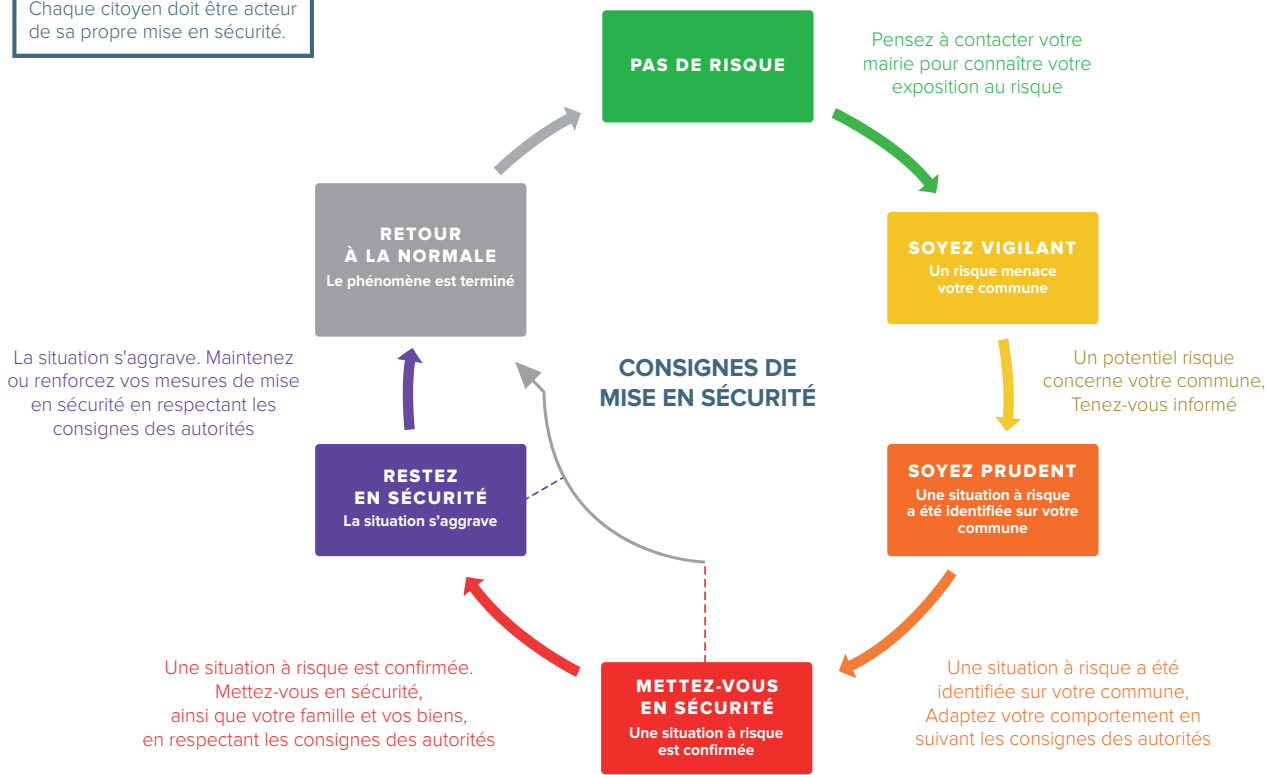 Chaque citoyen doit être acteur
de sa propre mise en sécurité.
PAS DE RISQUE
Pensez à contacter votre
mairie pour connaître votre
exposition au risque
RETOUR
À LA NORMALE
Le phénomène est terminé
SOYEZ VIGILANT
Un risque menace
votre commune
La situation s'aggrave. Maintenez
ou renforcez vos mesures de mise
en sécurité en respectant les
consignes des autorités
CONSIGNES DE
MISE EN SÉCURITÉ
Un potentiel risque
concerne votre commune,
Tenez-vous informé
RESTEZ
EN SÉCURITÉ
La situation s'aggrave
SOYEZ PRUDENT
Une situation à risque
a été identifiée sur votre
commune
Une situation à risque est confirmée.
Mettez-vous en sécurité,
ainsi que votre famille et vos biens,
en respectant les consignes des autorités
METTEZ-VOUS
EN SÉCURITÉ
Une situation à risque
est confirmée
Une situation à risque a été
identifiée sur votre commune,
Adaptez votre comportement en
suivant les consignes des autorités